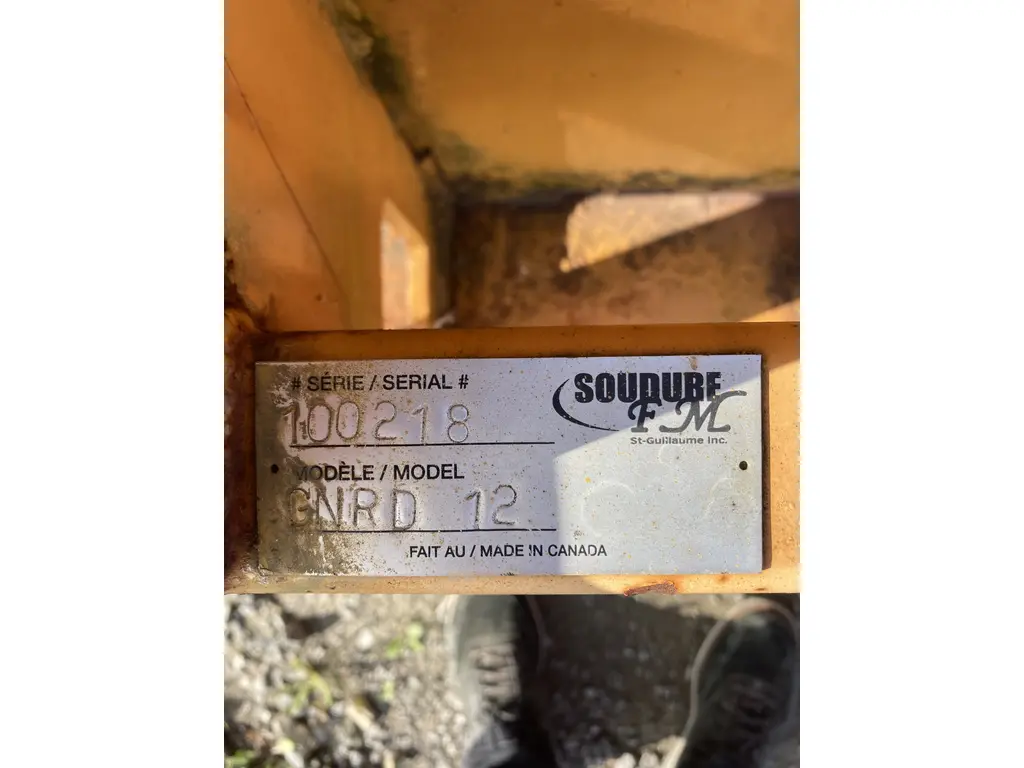 # SÉRIE / SERIAL #
100218
SOUDURE
FM
St-Guillaume Inc.
MODÈLE / MODEL
GNRD 12
FAIT AU / MADE IN CANADA